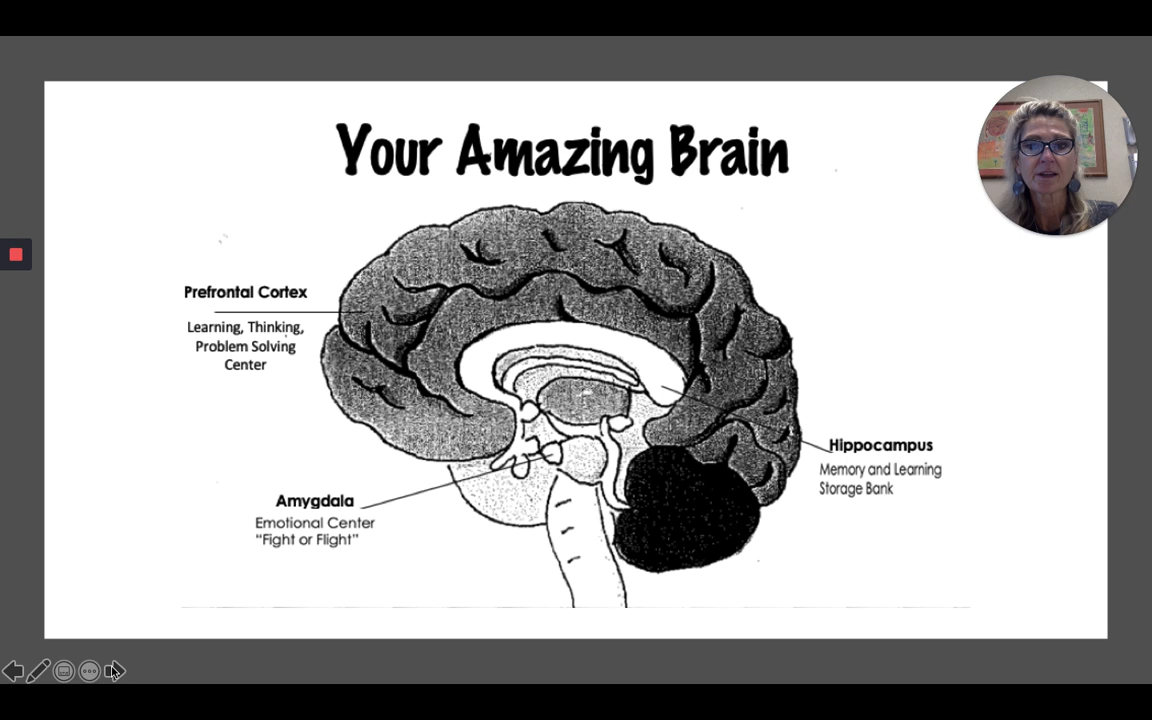 Your Amazing Brain
Prefrontal Cortex
Learning, Thinking,
Problem Solving
Center
Hippocampus
Memory and Learning
Storage Bank
Amygdala
Emotional Center
“Fight or Flight”